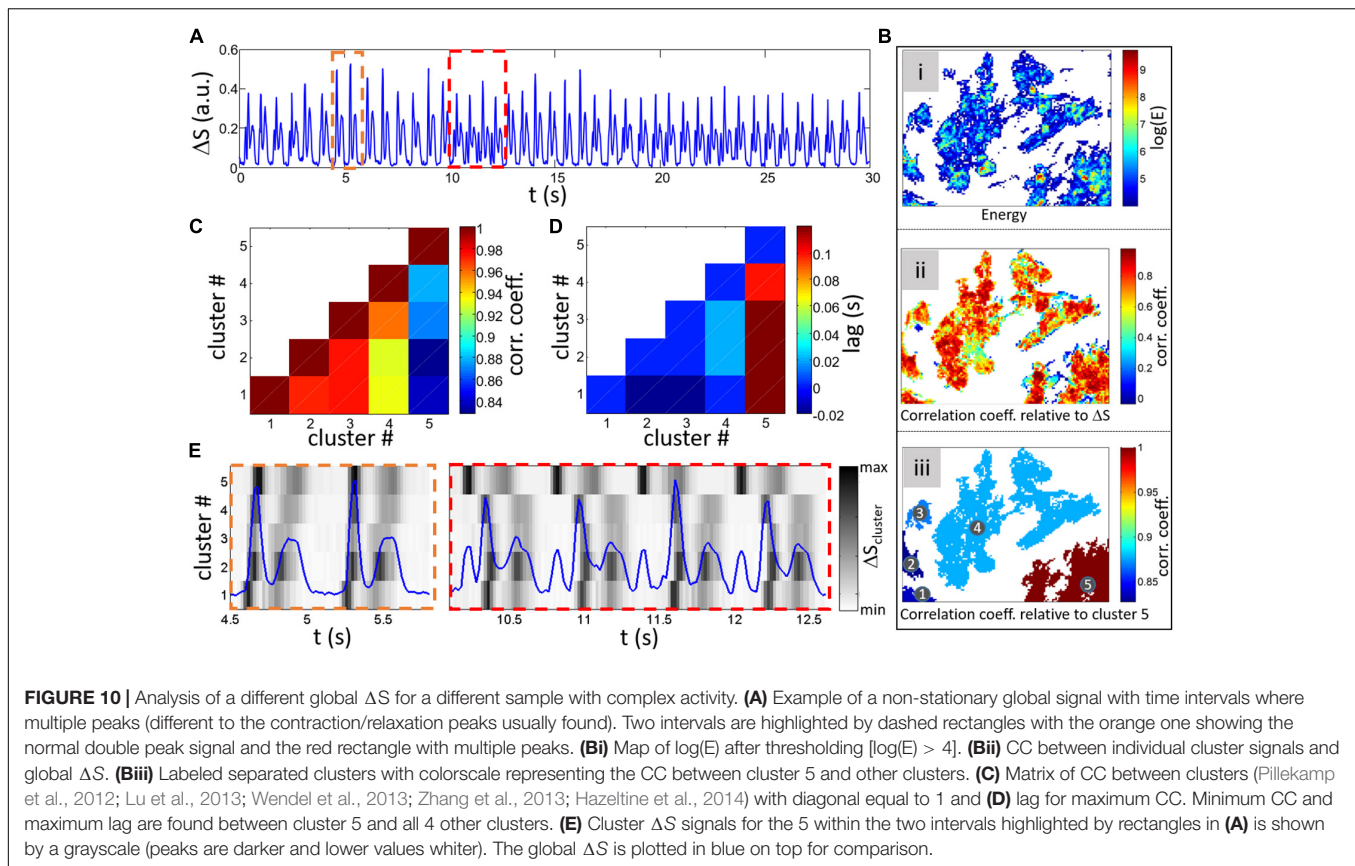 A
0.6
0.4
0.2
0
ΔS (a.u.)
0
5
10
15
20
25
30
t (s)
B
i
9
8
7
6
5
log(E)
Energy
ii
0.8
0.6
0.4
0.2
0
corr. coeff.
Correlation coeff. relative to ΔS
iii
1
2
3
4
5
1
0.95
0.9
0.85
corr. coeff.
Correlation coeff. relative to cluster 5
C
5
4
3
2
1
cluster #
1
2
3
4
5
cluster #
1
0.98
0.96
0.94
0.92
0.9
0.88
0.86
0.84
corr. coeff.
D
5
4
3
2
1
cluster #
1
2
3
4
5
cluster #
0.1
0.08
0.06
0.04
0.02
0
-0.02
lag (s)
E
5
4
3
2
1
cluster #
4.5
5
5.5
t (s)
10.5
11
11.5
12
12.5
t (s)
max
min
ΔScluster
FIGURE 10 | Analysis of a different global ΔS for a different sample with complex activity. (A) Example of a non-stationary global signal with time intervals where
multiple peaks (different to the contraction/relaxation peaks usually found). Two intervals are highlighted by dashed rectangles with the orange one showing the
normal double peak signal and the red rectangle with multiple peaks. (Bi) Map of log(E) after thresholding [log(E) > 4]. (Bii) CC between individual cluster signals and
global ΔS. (Biii) Labeled separated clusters with colorscale representing the CC between cluster 5 and other clusters. (C) Matrix of CC between clusters (Pillekamp
et al., 2012; Lu et al., 2013; Wendel et al., 2013; Zhang et al., 2013; Hazeltine et al., 2014) with diagonal equal to 1 and (D) lag for maximum CC. Minimum CC and
maximum lag are found between cluster 5 and all 4 other clusters. (E) Cluster ΔS signals for the 5 within the two intervals highlighted by rectangles in (A) is shown
by a grayscale (peaks are darker and lower values whiter). The global ΔS is plotted in blue on top for comparison.